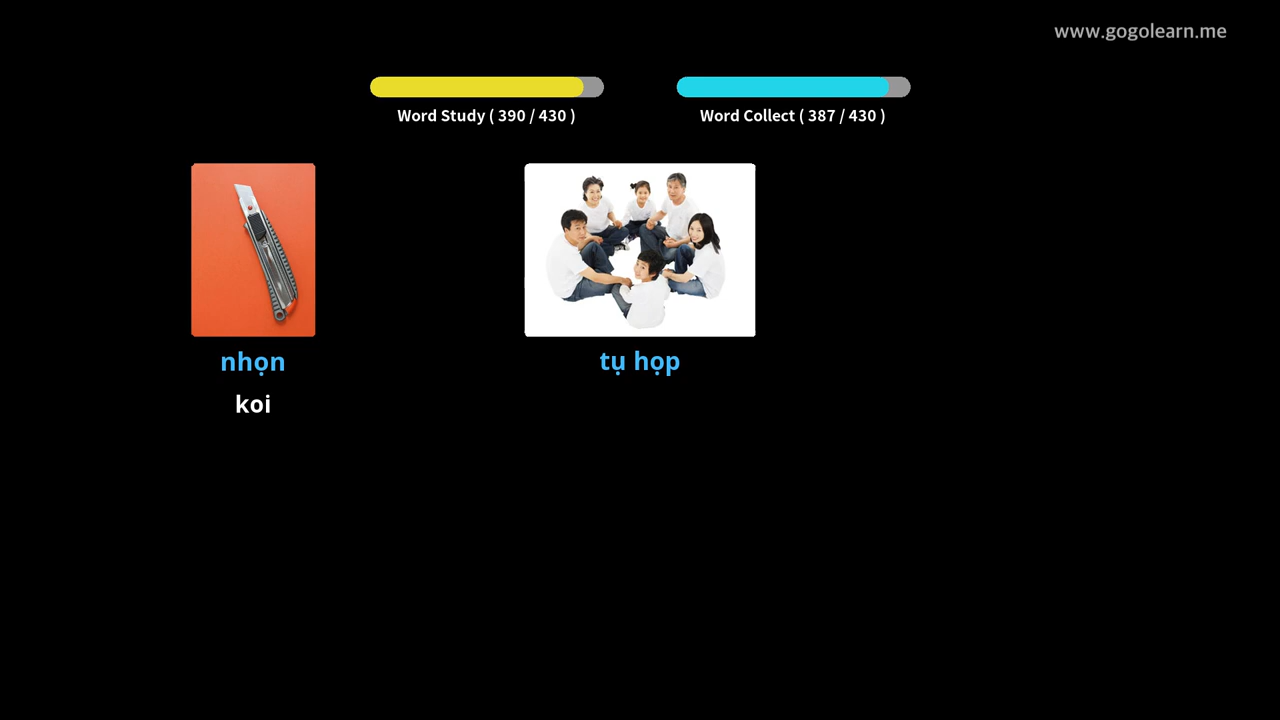 www.gogolearn.me
Word Study ( 390 / 430 )
Word Collect ( 387 / 430 )
nhọn
tụ họp
koi